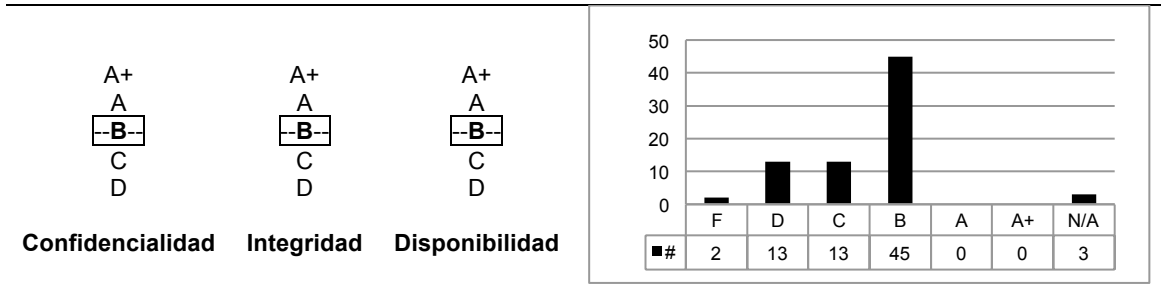 A+ A+ A+
A A A
--B-- --B-- --B--
C C C
D D D
Confidencialidad Integridad Disponibilidad
50
40
30
20
10
0
F D C B A A+ N/A
# 2 13 13 45 0 0 3